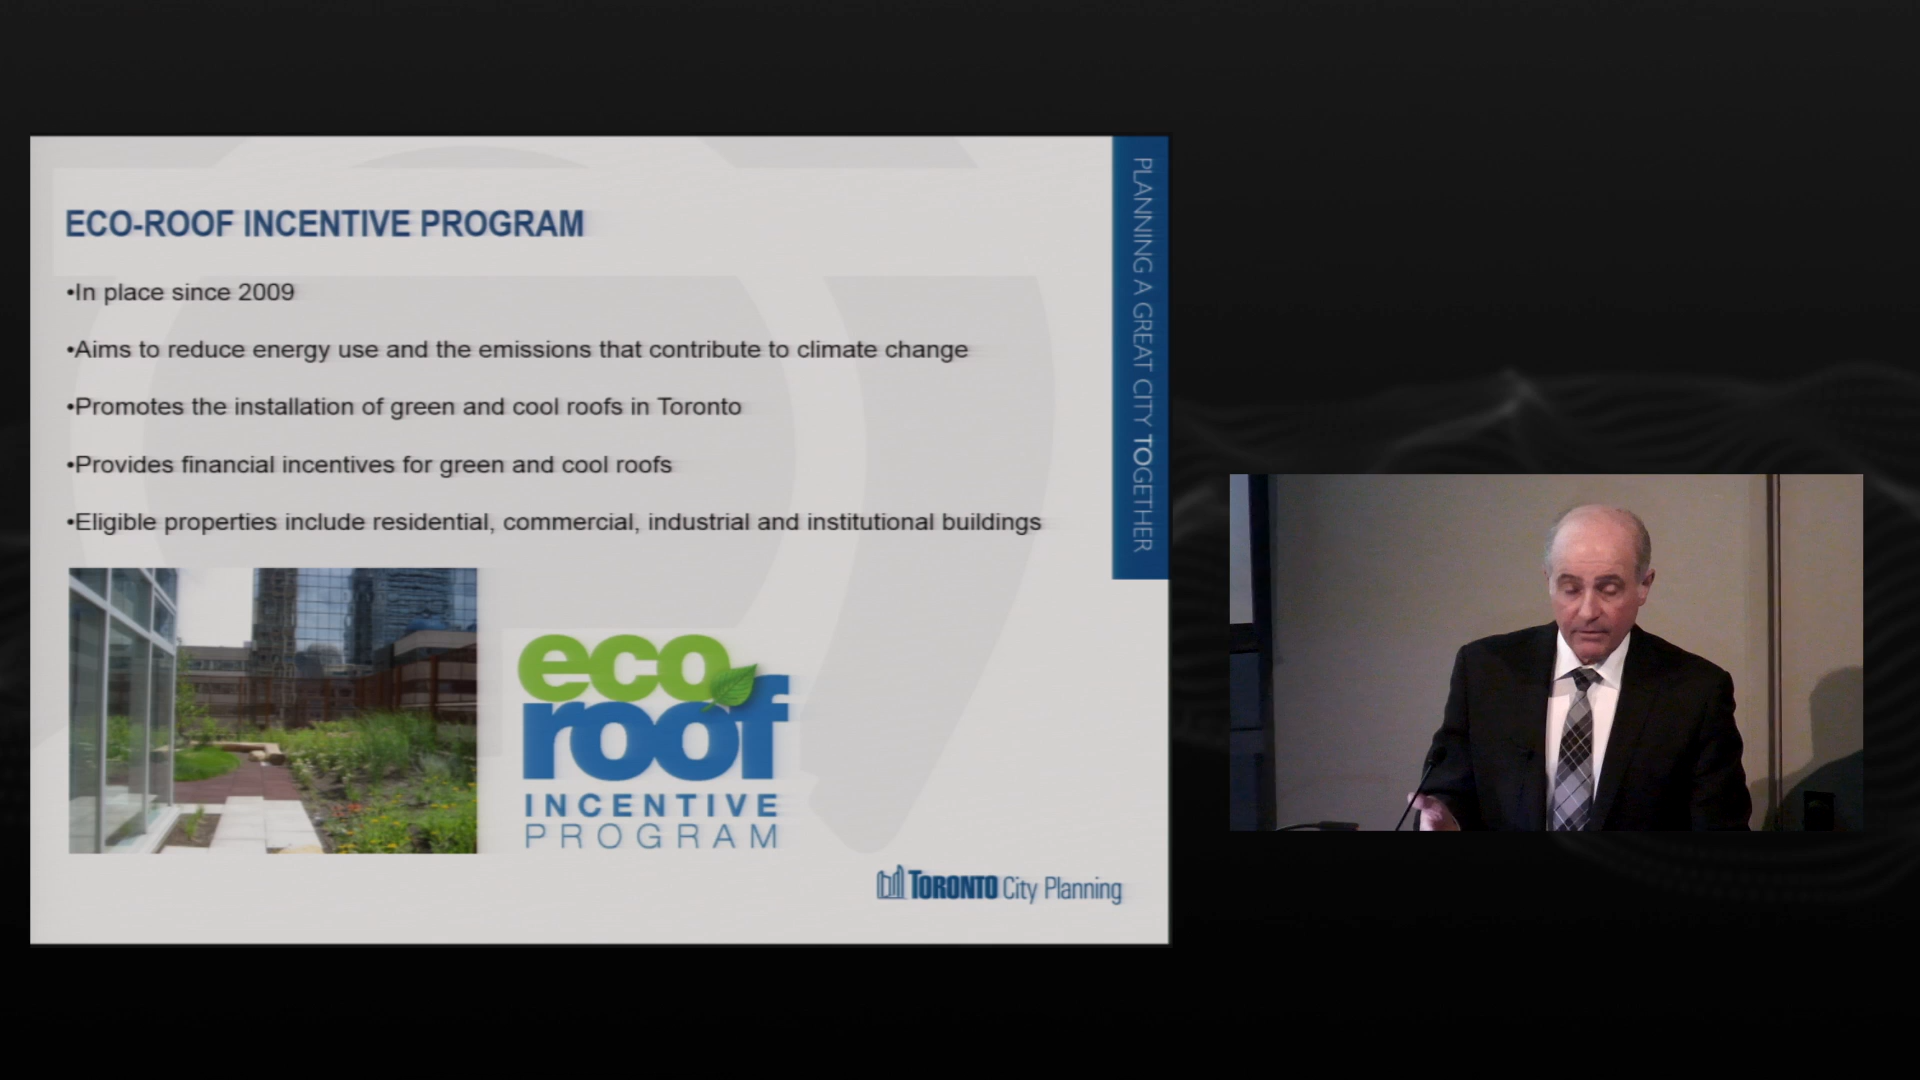 ECO-ROOF INCENTIVE PROGRAM
•In place since 2009
•Aims to reduce energy use and the emissions that contribute to climate change
•Promotes the installation of green and cool roofs in Toronto
•Provides financial incentives for green and cool roofs
•Eligible properties include residential, commercial, industrial and institutional buildings
eco
roof
INCENTIVE
PROGRAM
TORONTO City Planning
PLANNING A GREAT CITY TOGETHER